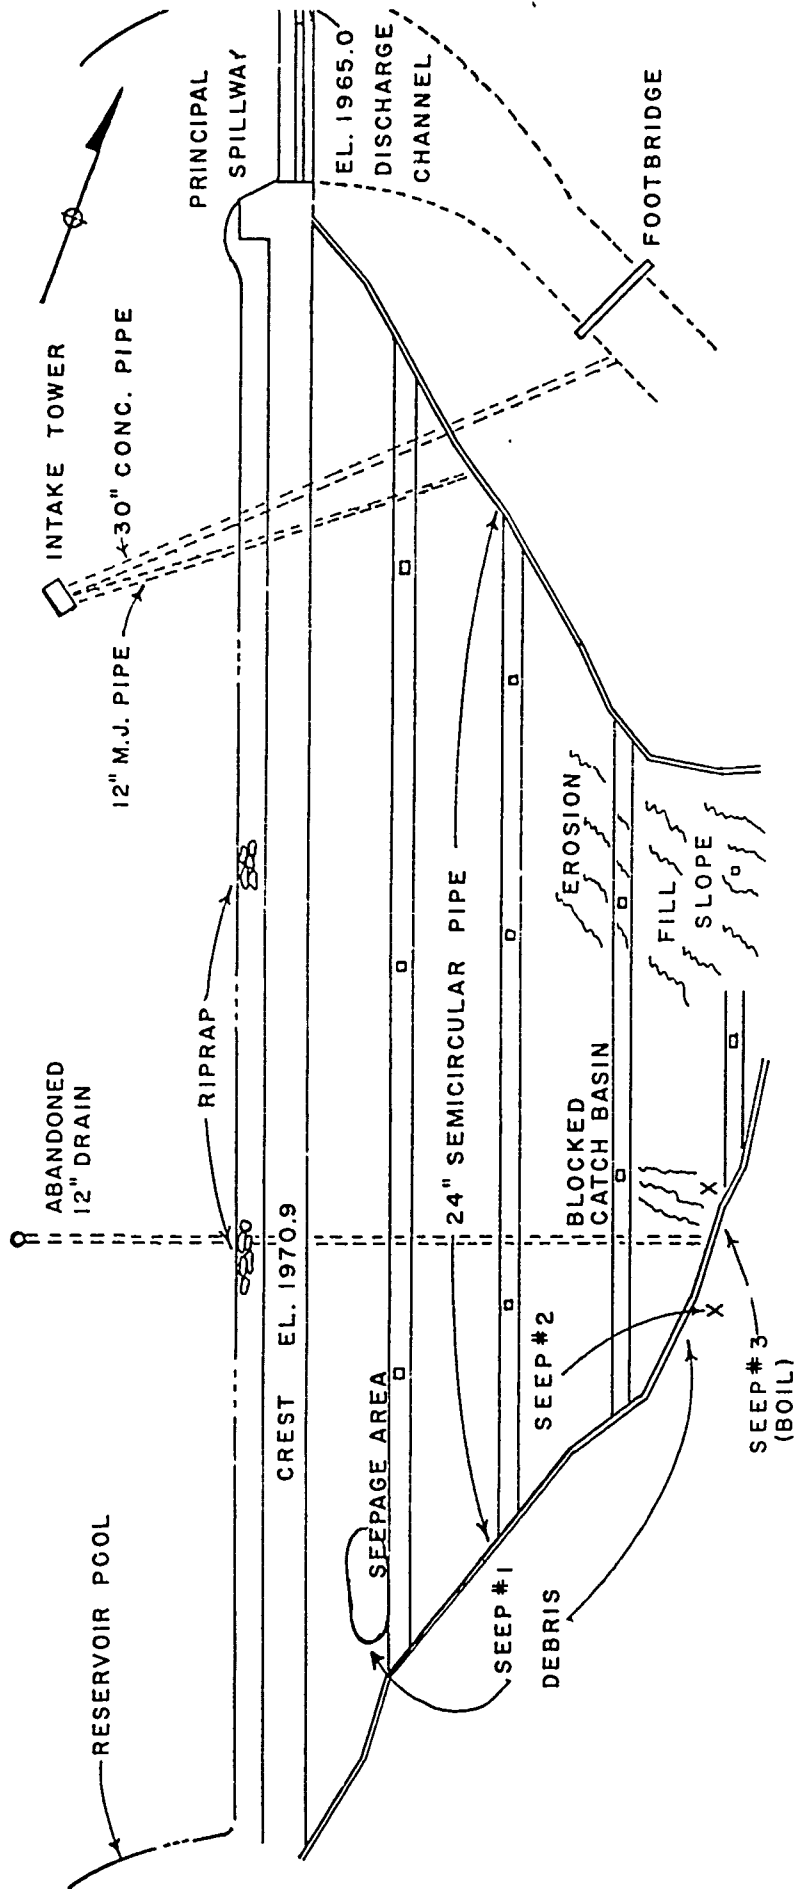 RESERVOIR POOL
ABANDONED
12" DRAIN
12" M.J. PIPE
INTAKE TOWER
30" CONC. PIPE
PRINCIPAL
SPILLWAY
RIPRAP
CREST EL. 1970.9
EL. 1965.0
DISCHARGE
CHANNEL
SEEPAGE AREA
24" SEMICIRCULAR PIPE
SEEP #1
SEEP #2
DEBRIS
BLOCKED
CATCH BASIN
EROSION
FILL
SLOPE
FOOTBRIDGE
SEEP #3
(BOIL)